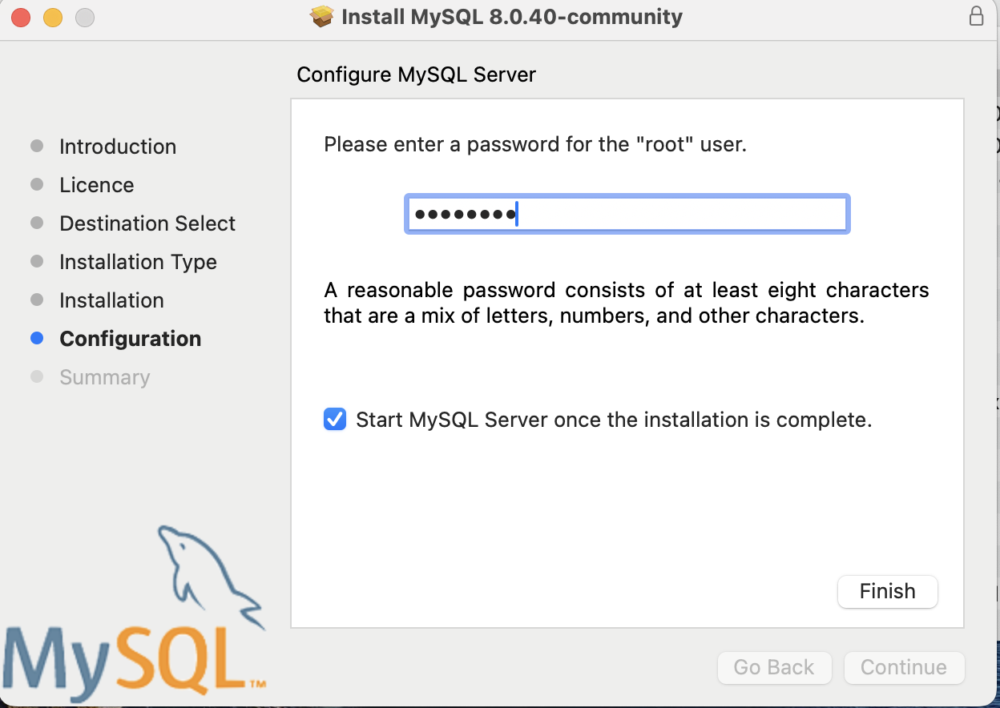 Install MySQL 8.0.40-community
Configure MySQL Server
Introduction
Licence
Destination Select
Installation Type
Installation
Configuration
Summary
Please enter a password for the "root" user.
••••••••
A reasonable password consists of at least eight characters
that are a mix of letters, numbers, and other characters.
Start MySQL Server once the installation is complete.
Finish
MySQL™
Go Back
Continue